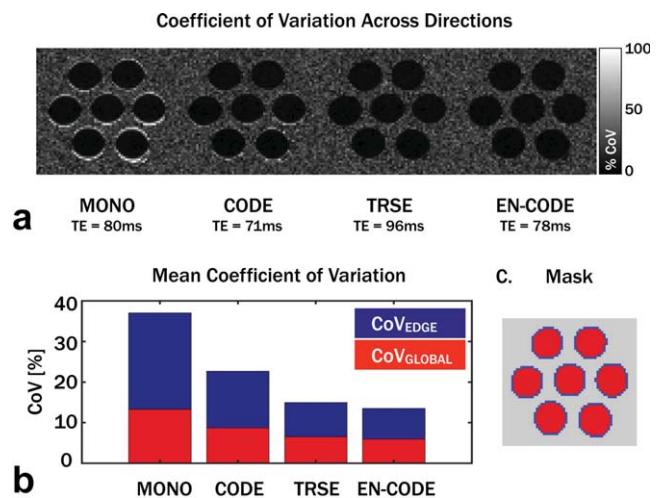 Coefficient of Variation Across Directions
100
50
0
% CoV
MONO CODE TRSE EN-CODE
TE = 80ms TE = 71ms TE = 96ms TE = 78ms
a
Mean Coefficient of Variation
C. Mask
40
30
20
10
0
CoV [%]
CoVEDGE
CoVGLOBAL
MONO CODE TRSE EN-CODE
b